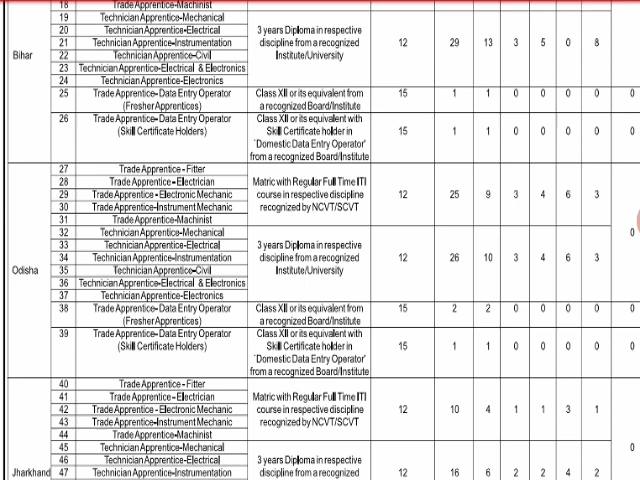 18 Trade Apprentice-Machinist
19 Technician Apprentice-Mechanical
20 Technician Apprentice-Electrical
21 Technician Apprentice-Instrumentation
22 Technician Apprentice-Civil
23 Technician Apprentice-Electrical & Electronics
24 Technician Apprentice-Electronics
3 years Diploma in respective
discipline from a recognized
Institute/University
12 29 13 3 5 0 8
Bihar
25 Trade Apprentice- Data Entry Operator
(Fresher Apprentices)
Class XII or its equivalent from
a recognized Board/Institute
15 1 1 0 0 0 0 0
26 Trade Apprentice- Data Entry Operator
(Skill Certificate Holders)
Class XII or its equivalent with
Skill Certificate holder in
'Domestic Data Entry Operator'
from a recognized Board/Institute
15 1 1 0 0 0 0 0
27 Trade Apprentice - Fitter
28 Trade Apprentice - Electrician
29 Trade Apprentice - Electronic Mechanic
30 Trade Apprentice-Instrument Mechanic
31 Trade Apprentice-Machinist
Matric with Regular Full Time ITI
course in respective discipline
recognized by NCVT/SCVT
12 25 9 3 4 6 3
0
32 Technician Apprentice-Mechanical
33 Technician Apprentice-Electrical
34 Technician Apprentice-Instrumentation
35 Technician Apprentice-Civil
36 Technician Apprentice-Electrical & Electronics
37 Technician Apprentice-Electronics
3 years Diploma in respective
discipline from a recognized
Institute/University
12 26 10 3 4 6 3
Odisha
38 Trade Apprentice- Data Entry Operator
(Fresher Apprentices)
Class XII or its equivalent from
a recognized Board/Institute
15 2 2 0 0 0 0 0
39 Trade Apprentice- Data Entry Operator
(Skill Certificate Holders)
Class XII or its equivalent with
Skill Certificate holder in
'Domestic Data Entry Operator'
from a recognized Board/Institute
15 1 1 0 0 0 0 0
40 Trade Apprentice - Fitter
41 Trade Apprentice - Electrician
42 Trade Apprentice - Electronic Mechanic
43 Trade Apprentice-Instrument Mechanic
44 Trade Apprentice-Machinist
Matric with Regular Full Time ITI
course in respective discipline
recognized by NCVT/SCVT
12 10 4 1 1 3 1
0
45 Technician Apprentice-Mechanical
46 Technician Apprentice-Electrical
47 Technician Apprentice-Instrumentation
3 years Diploma in respective
discipline from a recognized
12 16 6 2 2 4 2
Jharkhand